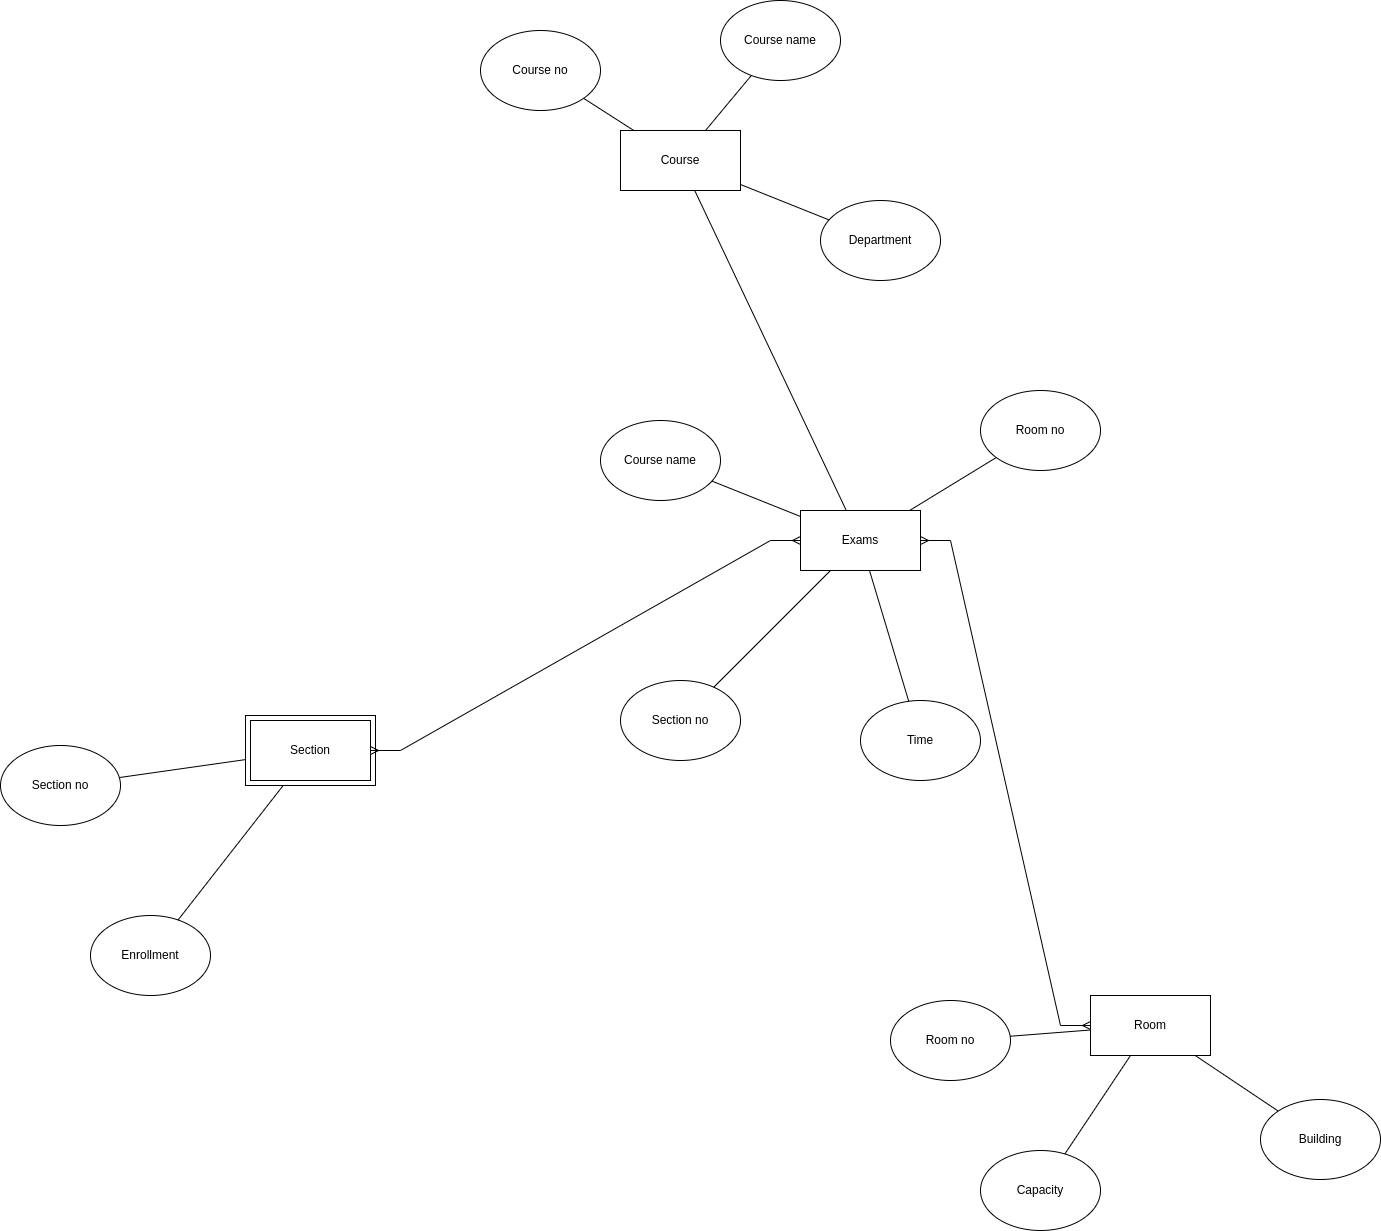 Course name
Course no
Course
Department
Room no
Course name
Exams
Section no
Time
Section
Section no
Enrollment
Room
Room no
Building
Capacity